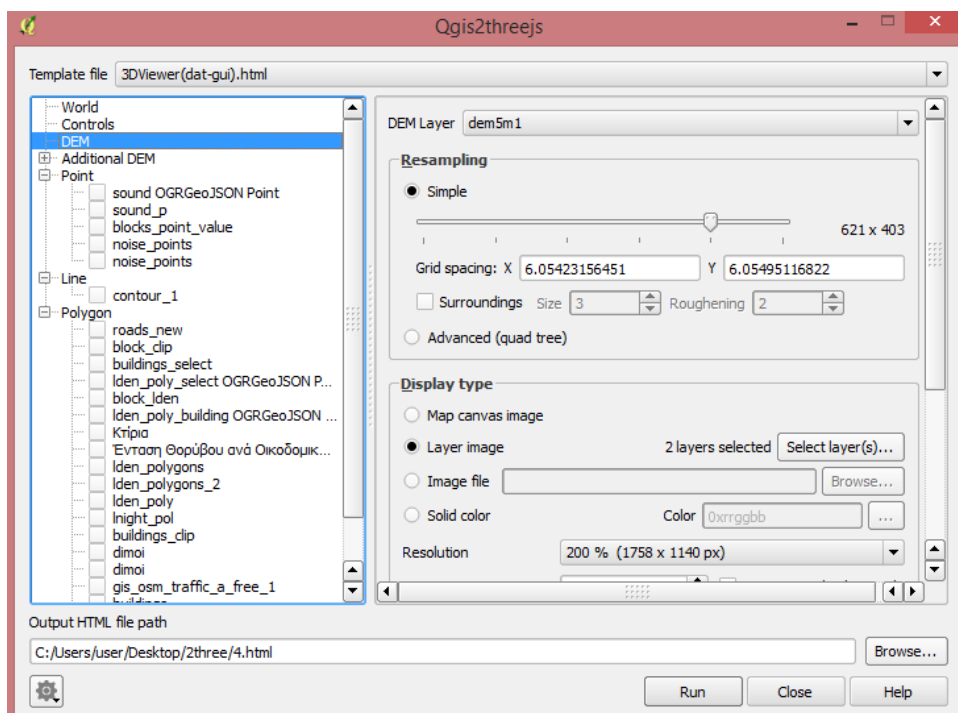 Qgis2threejs
Template file 3DViewer(dat-gui).html
World
Controls
DEM
Additional DEM
Point
sound OGRGeoJSON Point
sound_p
blocks_point_value
noise_points
noise_points
Line
contour_1
Polygon
roads_new
block_clip
buildings_select
lden_poly_select OGRGeoJSON P...
block_lden
lden_poly_building OGRGeoJSON ...
Κτίρια
Ένταση Θορύβου ανά Οικοδομικ...
lden_polygons
lden_polygons_2
lden_poly
lnight_pol
buildings_clip
dimoi
dimoi
gis_osm_traffic_a_free_1
DEM Layer dem5m1
Resampling
Simple
621 x 403
Grid spacing: X 6.05423156451 Y 6.05495116822
Surroundings Size 3 Roughening 2
Advanced (quad tree)
Display type
Map canvas image
Layer image 2 layers selected Select layer(s)...
Image file Browse...
Solid color Color 0xrrggbb ...
Resolution 200 % (1758 x 1140 px)
Output HTML file path
C:/Users/user/Desktop/2three/4.html Browse...
Run Close Help